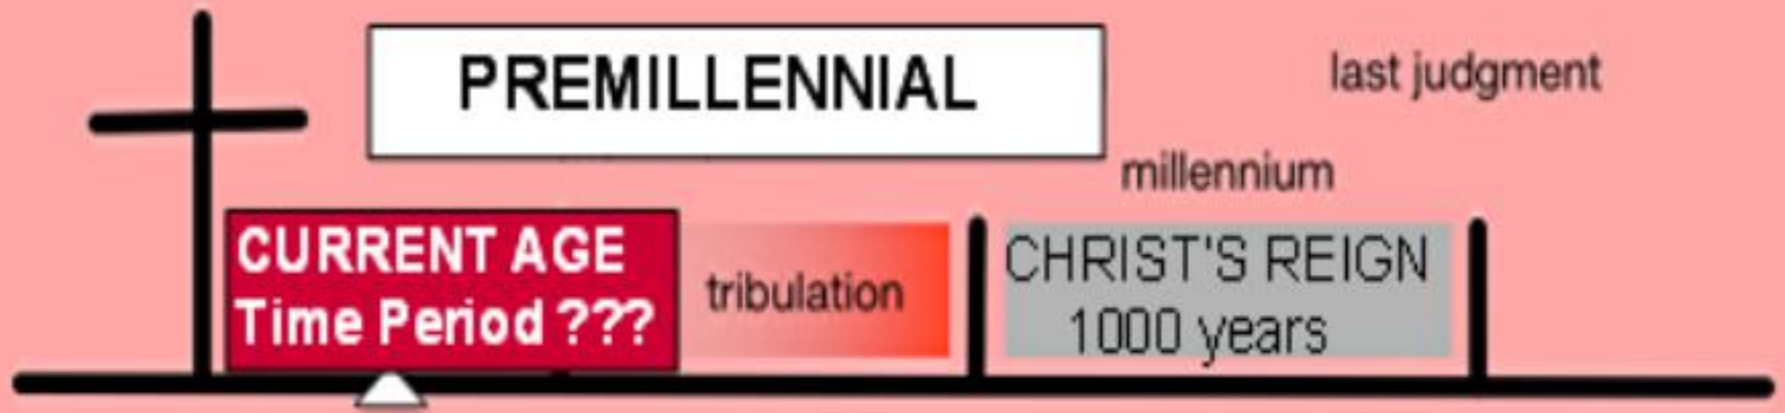 PREMILLENNIAL
last judgment
millennium
CURRENT AGE
Time Period ???
tribulation
CHRIST'S REIGN
1000 years